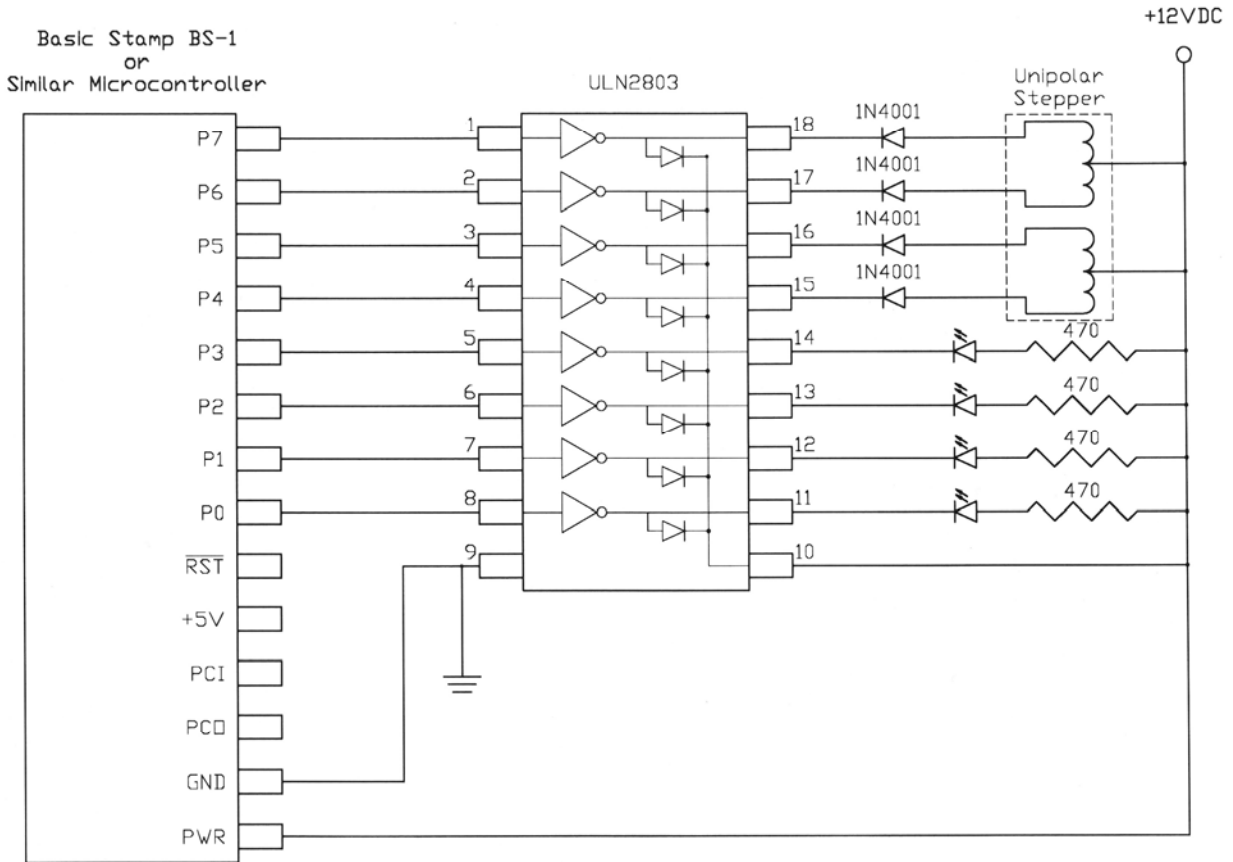 +12VDC
Basic Stamp BS-1
or
Similar Microcontroller
ULN2803
Unipolar
Stepper
P7
1
18
1N4001
P6
2
17
1N4001
P5
3
16
1N4001
P4
4
15
1N4001
P3
5
14
470
P2
6
13
470
P1
7
12
470
P0
8
11
470
RST
9
10
+5V
PCI
PCO
GND
PWR